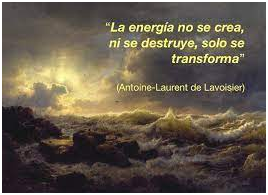 “La energía no se crea,
ni se destruye, solo se
transforma”
(Antoine-Laurent de Lavoisier)